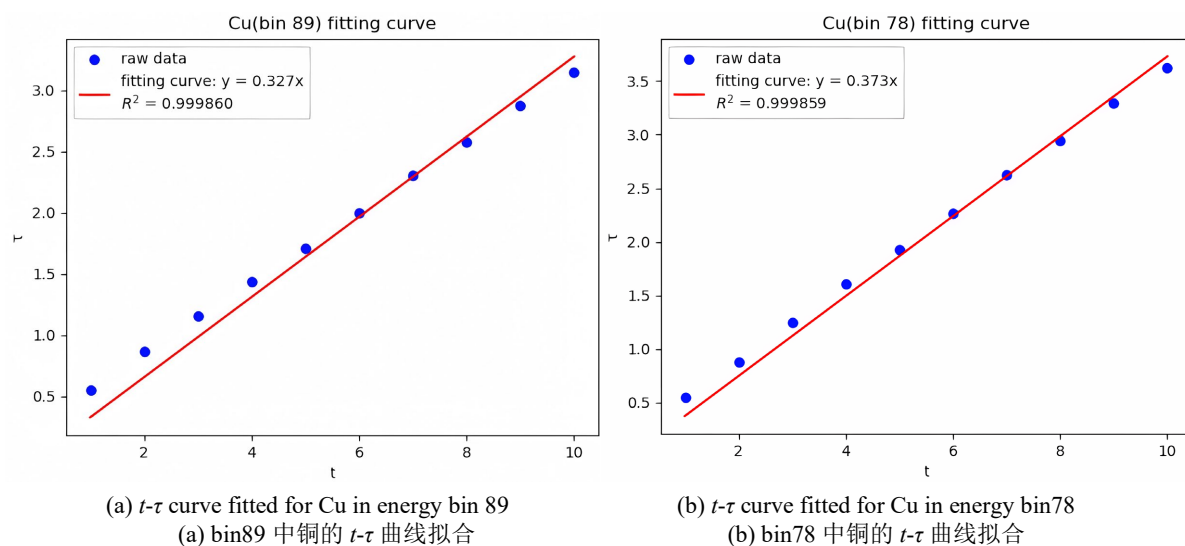 Cu(bin 89) fitting curve
raw data
fitting curve: y = 0.327x
R² = 0.999860
3.0
2.5
2.0
1.5
1.0
0.5
τ
2
4
6
8
10
t
(a) t-τ curve fitted for Cu in energy bin 89
(a) bin89 中铜的 t-τ 曲线拟合
Cu(bin 78) fitting curve
raw data
fitting curve: y = 0.373x
R² = 0.999859
3.5
3.0
2.5
2.0
1.5
1.0
0.5
τ
2
4
6
8
10
t
(b) t-τ curve fitted for Cu in energy bin78
(b) bin78 中铜的 t-τ 曲线拟合